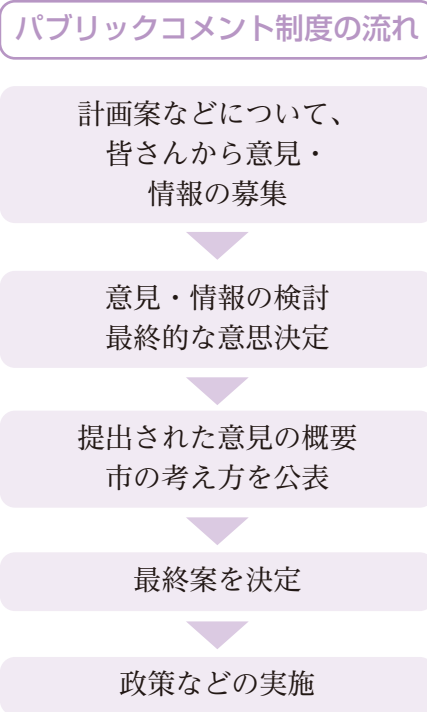 パブリックコメント制度の流れ
計画案などについて、
皆さんから意見・
情報の募集
意見・情報の検討
最終的な意思決定
提出された意見の概要
市の考え方を公表
最終案を決定
政策などの実施